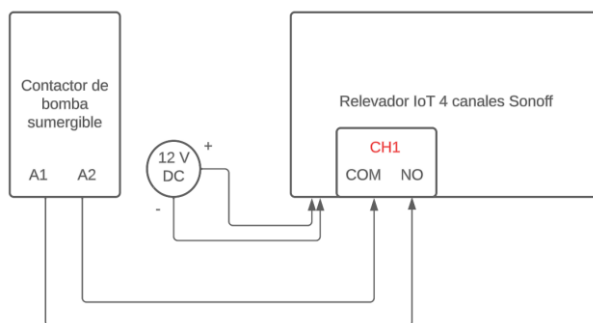 Contactor de
bomba
sumergible
A1 A2
12 V
DC
+
-
Relevador IoT 4 canales Sonoff
CH1
COM NO